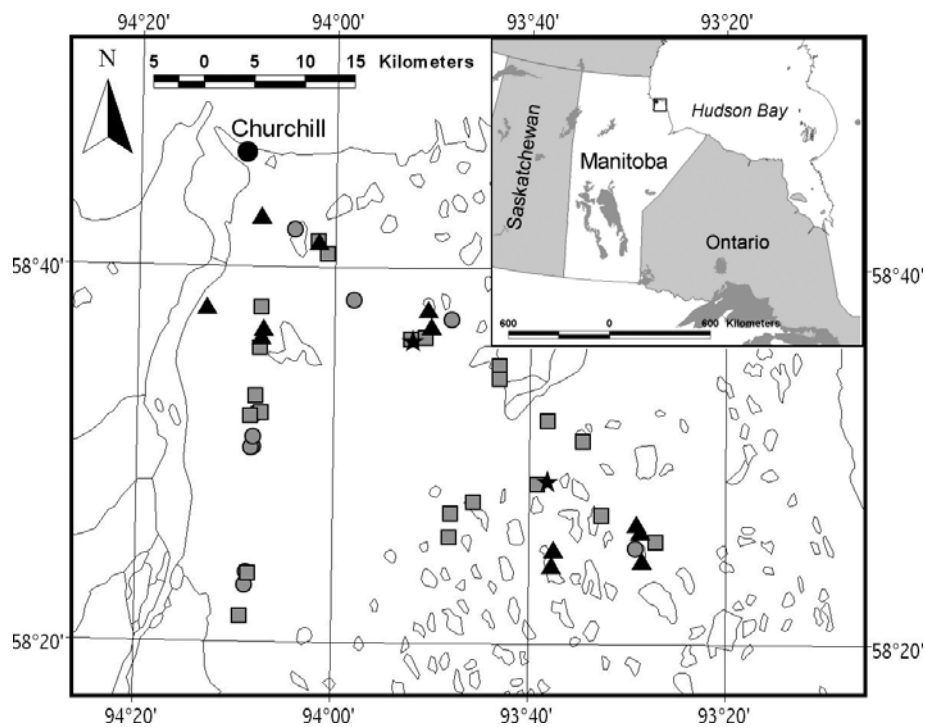 94°20' 94°00' 93°40' 93°20'
N
5 0 5 10 15 Kilometers
Churchill
Hudson Bay
Saskatchewan
Manitoba
Ontario
600 0 600 Kilometers
58°40' 58°40'
58°20' 58°20'
94°20' 94°00' 93°40' 93°20'